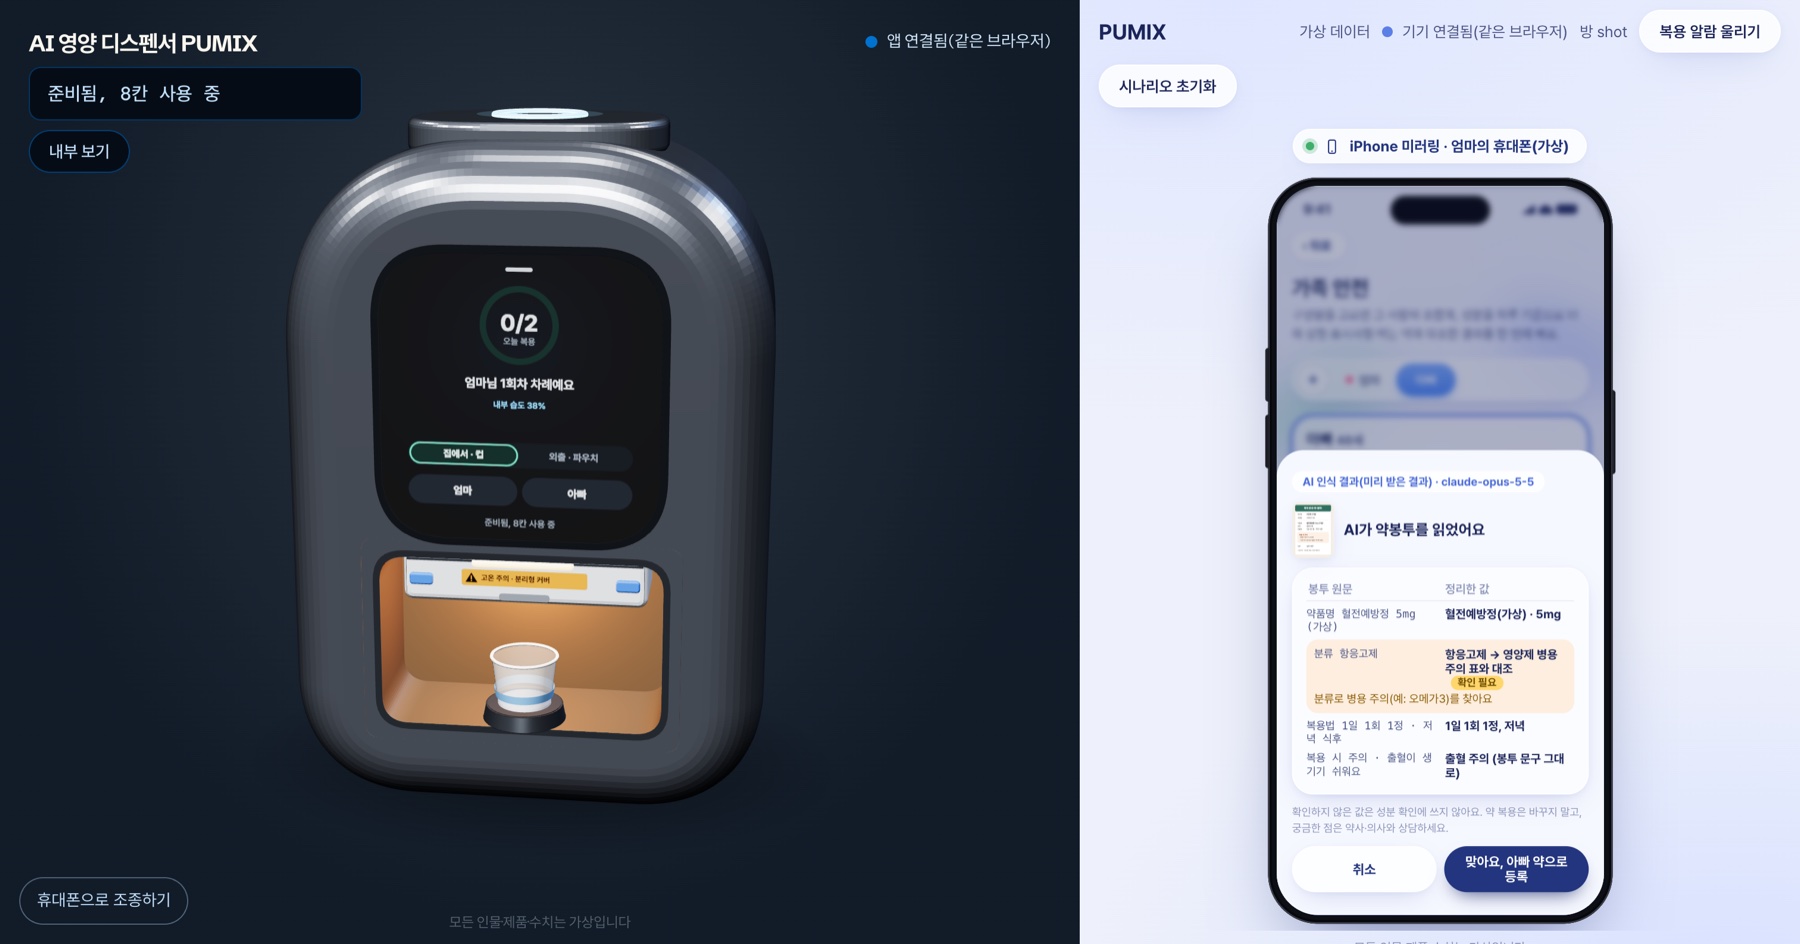 AI 영양 디스펜서 PUMIX
앱 연결됨(같은 브라우저)
준비됨, 8칸 사용 중
내부 보기
0/2
오늘 복용
엄마님 1회차 차례예요
내부 습도 38%
집에서 · 컵
외출 · 파우치
엄마
아빠
준비됨, 8칸 사용 중
고온 주의 · 분리형 커버
휴대폰으로 조종하기
모든 인물·제품·수치는 가상입니다
PUMIX
가상 데이터
기기 연결됨(같은 브라우저)
방 shot
복용 알람 울리기
시나리오 초기화
iPhone 미러링 · 엄마의 휴대폰(가상)
가족 안전
AI 인식 결과(미리 받은 결과) · claude-opus-5-5
AI가 약봉투를 읽었어요
봉투 원문
정리한 값
약품명 혈전예방정 5mg
(가상)
혈전예방정(가상) · 5mg
분류 항응고제
항응고제 → 영양제 병용
주의 표와 대조
확인 필요
분류로 병용 주의(예: 오메가3)를 찾아요
복용법 1일 1회 1정 · 저
녁 식후
1일 1회 1정, 저녁
복용 시 주의 · 출혈이 생
기기 쉬워요
출혈 주의 (봉투 문구 그대
로)
확인하지 않은 값은 성분 확인에 쓰지 않아요. 약 복용은 바꾸지 말고,
궁금한 점은 약사·의사와 상담하세요.
취소
맞아요, 아빠 약으로
등록